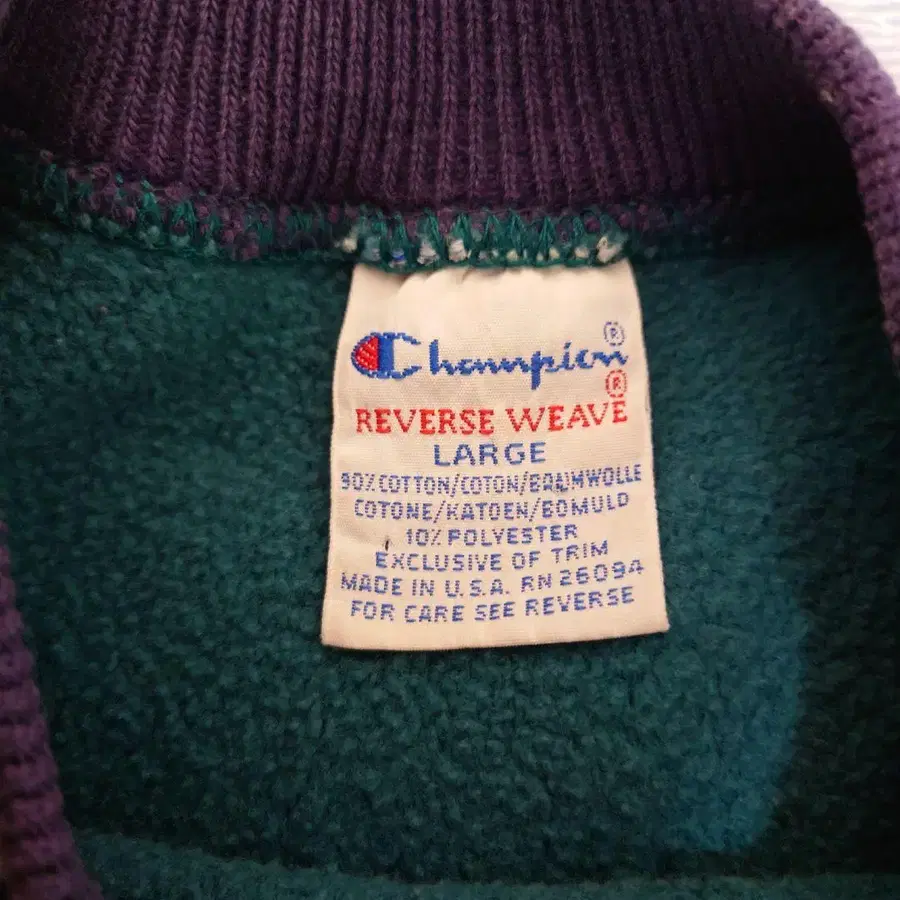 Champion®
REVERSE WEAVE®
LARGE
90% COTTON/COTON/BAUMWOLLE
COTONE/KATOEN/BOMULD
10% POLYESTER
EXCLUSIVE OF TRIM
MADE IN U.S.A. RN 26094
FOR CARE SEE REVERSE